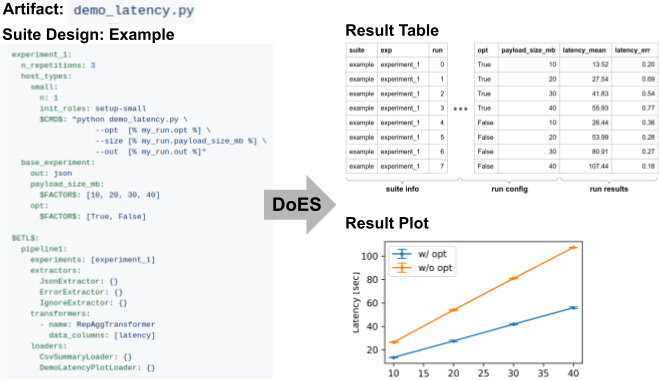 Artifact: demo_latency.py
Suite Design: Example
experiment_1:
n_repetitions: 3
host_types:
small:
n: 1
init_roles: setup-small
$CMD$: "python demo_latency.py \
--opt [% my_run.opt %] \
--size [% my_run.payload_size_mb %] \
--out [% my_run.out %]"
base_experiment:
out: json
payload_size_mb:
$FACTOR$: [10, 20, 30, 40]
opt:
$FACTOR$: [True, False]
$ETL$:
pipeline1:
experiments: [experiment_1]
extractors:
JsonExtractor: {}
ErrorExtractor: {}
IgnoreExtractor: {}
transformers:
- name: RepAggTransformer
data_columns: [latency]
loaders:
CsvSummaryLoader: {}
DemoLatencyPlotLoader: {}
DoES
Result Table
suite exp run opt payload_size_mb latency_mean latency_err
example experiment_1 0 True 10 13.52 0.20
example experiment_1 1 True 20 27.54 0.69
example experiment_1 2 True 30 41.83 0.54
example experiment_1 3 ••• True 40 55.93 0.77
example experiment_1 4 False 10 26.44 0.36
example experiment_1 5 False 20 53.99 0.28
example experiment_1 6 False 30 80.91 0.27
example experiment_1 7 False 40 107.44 0.18
suite info run config run results
Result Plot
w/ opt
w/o opt
Latency [sec]
100
80
60
40
20
10 20 30 40